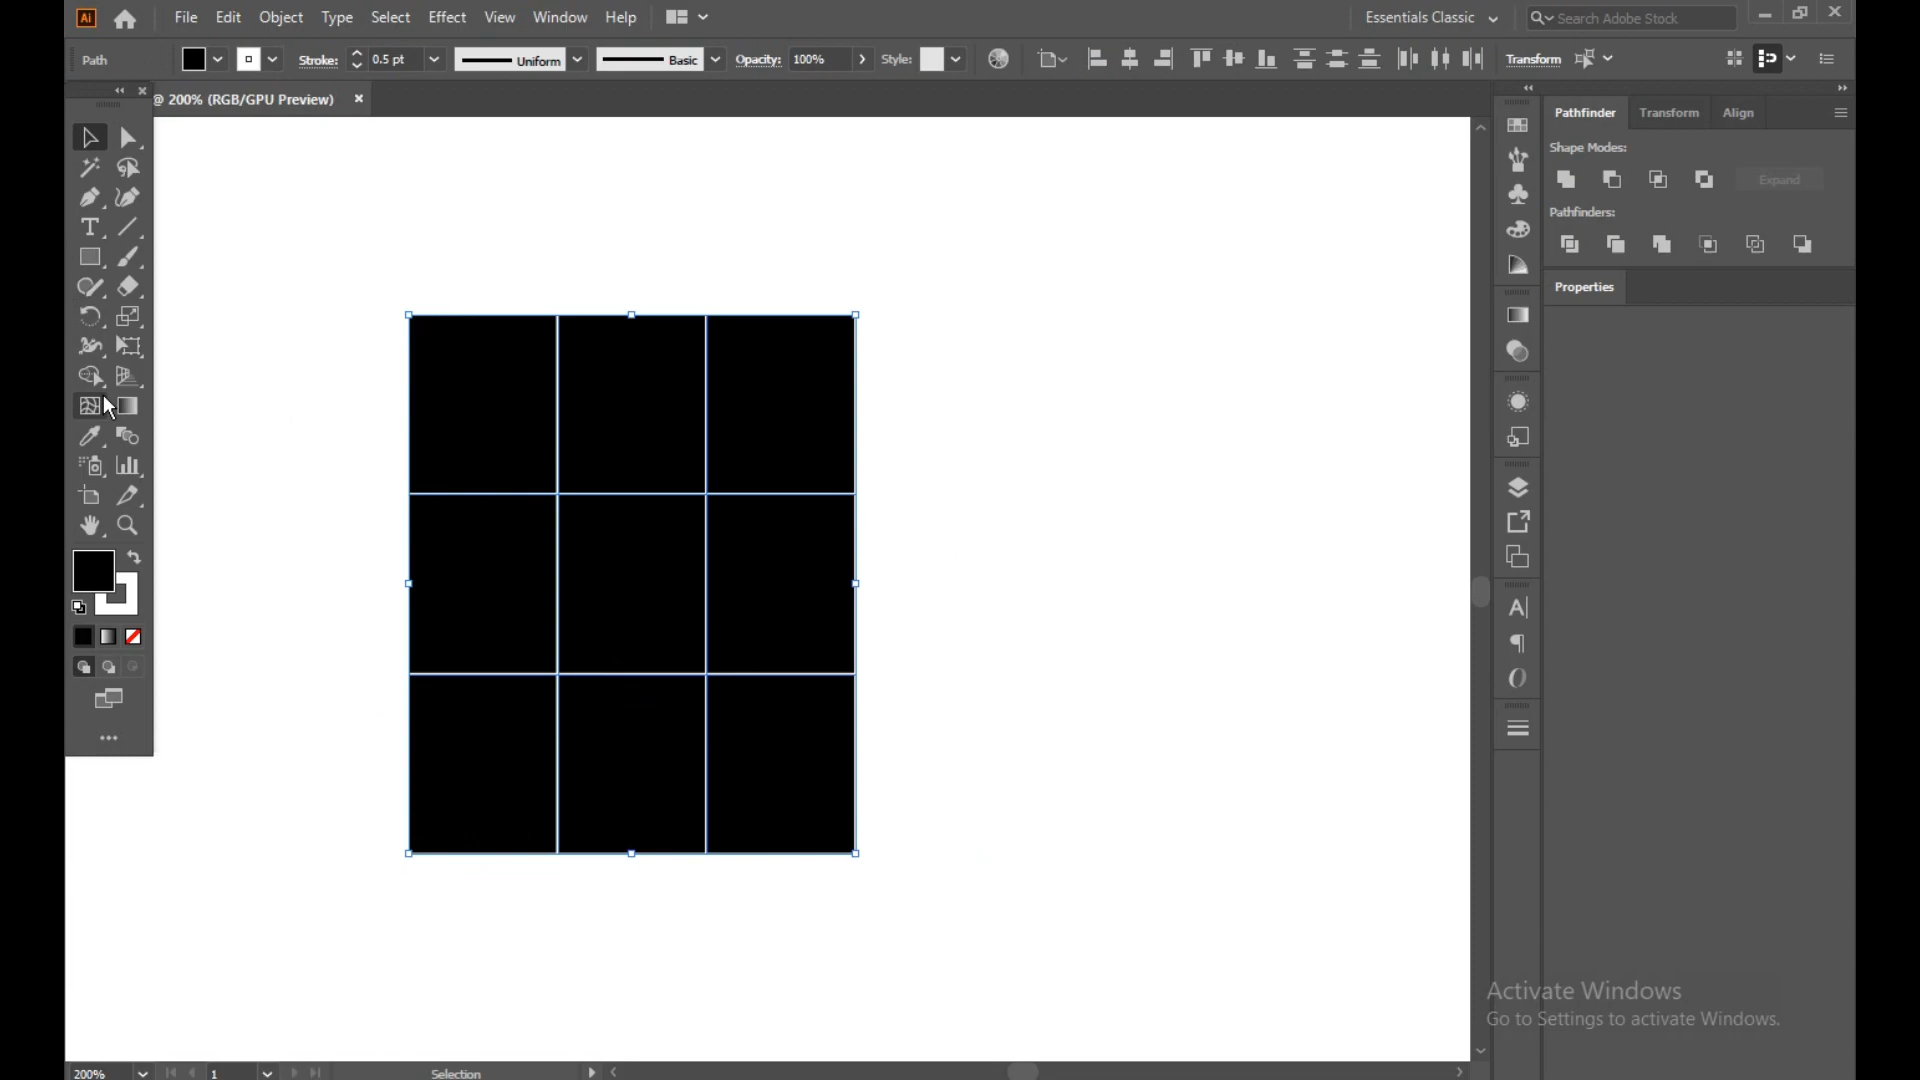 Ai File Edit Object Type Select Effect View Window Help Essentials Classic Search Adobe Stock
Path Stroke: 0.5 pt Uniform Basic Opacity: 100% Style: Transform
@ 200% (RGB/GPU Preview)
Pathfinder Transform Align
Shape Modes:
Expand
Pathfinders:
Properties
Activate Windows
Go to Settings to activate Windows.
200% 1 Selection